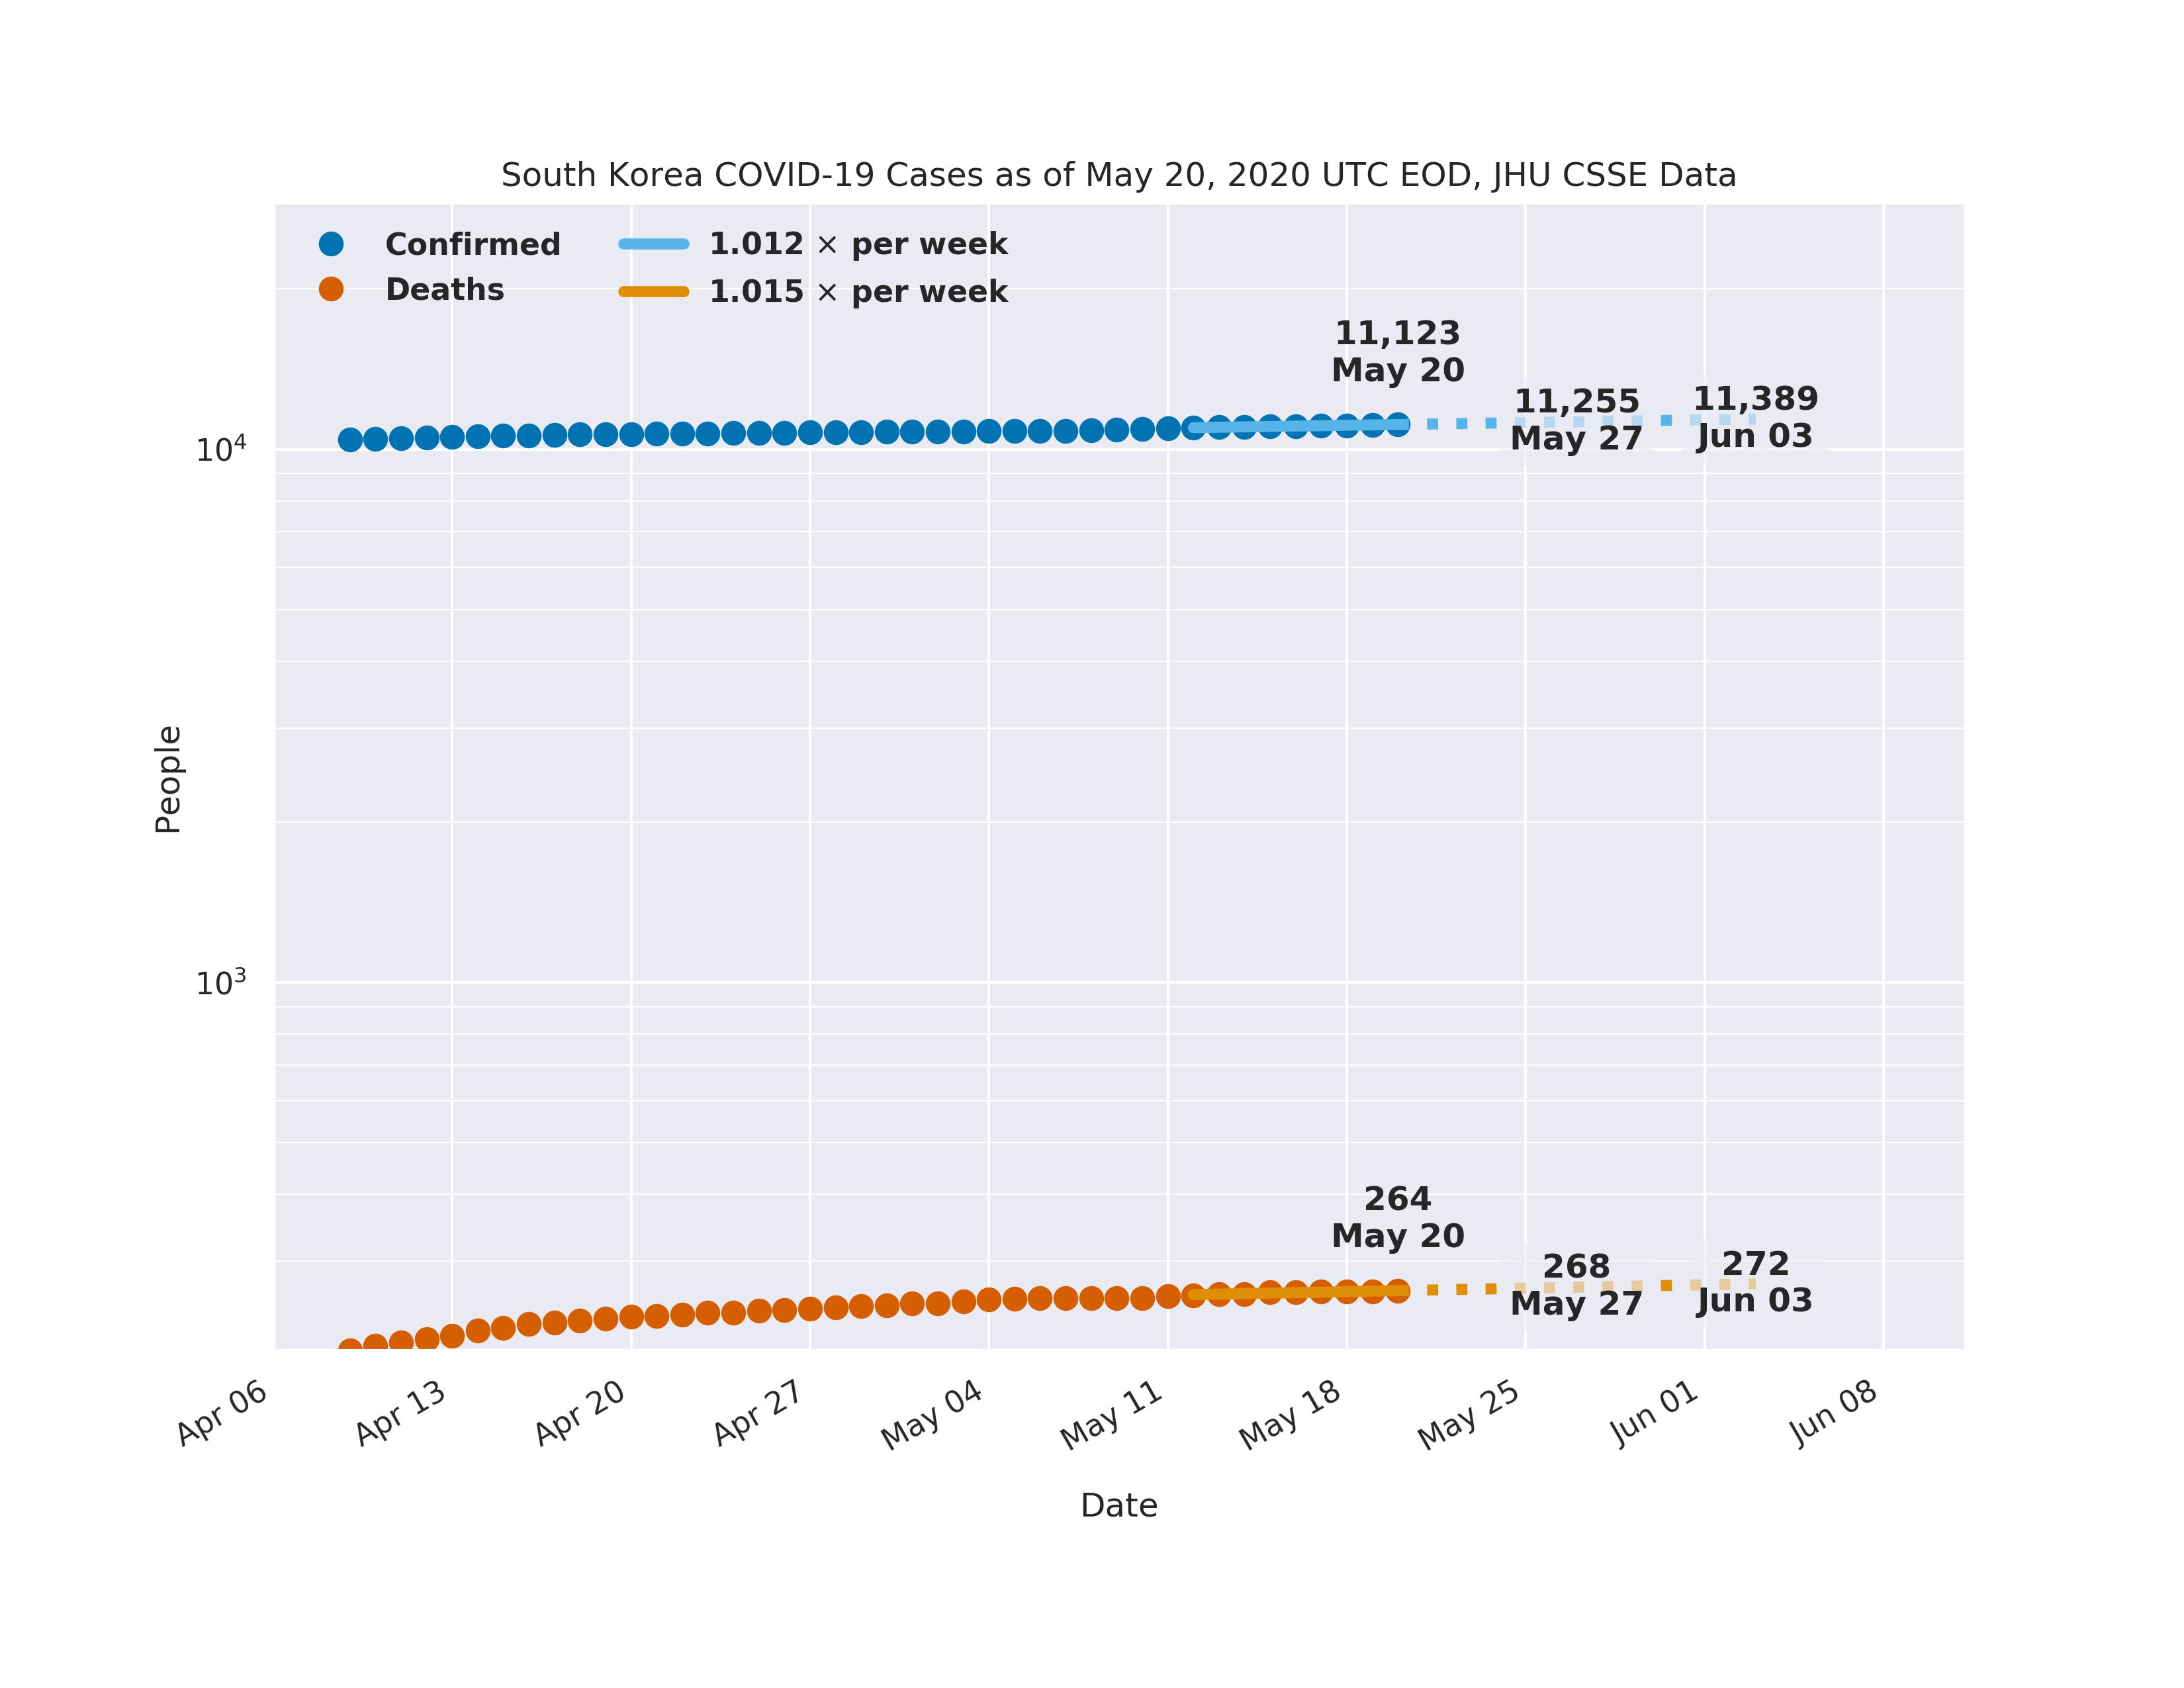 South Korea COVID-19 Cases as of May 20, 2020 UTC EOD, JHU CSSE Data
Confirmed
Deaths
1.012 × per week
1.015 × per week
11,123
May 20
11,255
May 27
11,389
Jun 03
10⁴
People
10³
264
May 20
268
May 27
272
Jun 03
Apr 06
Apr 13
Apr 20
Apr 27
May 04
May 11
May 18
May 25
Jun 01
Jun 08
Date